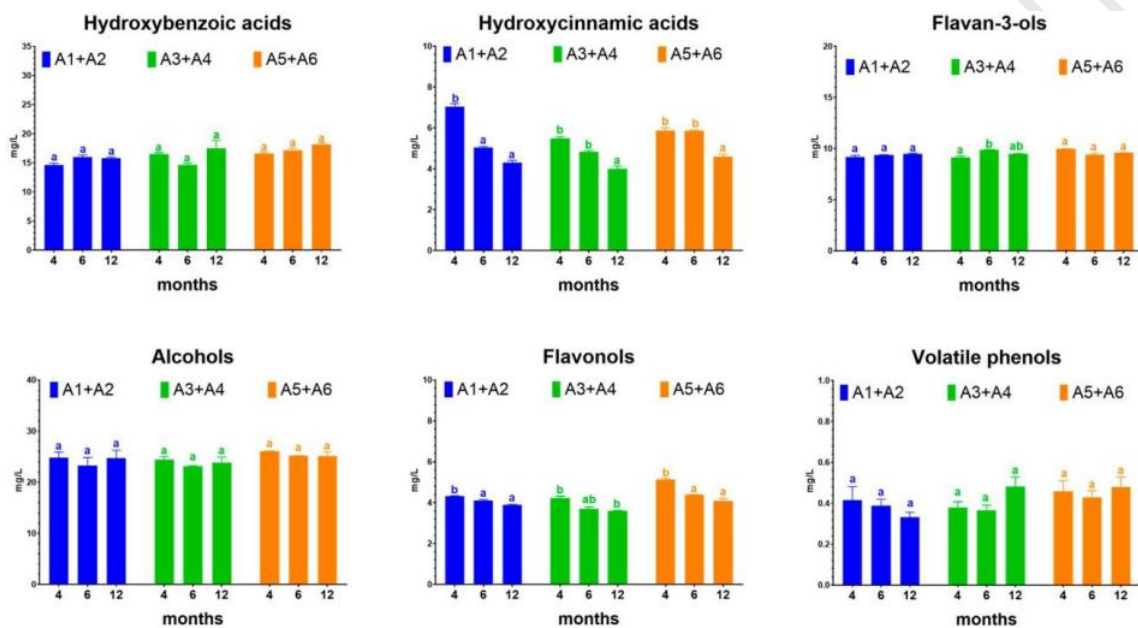 Hydroxybenzoic acids
35
30
25
20
15
10
5
0
mg/L
A1+A2 A3+A4 A5+A6
a a a a a a a a a
4 6 12 4 6 12 4 6 12
months
Hydroxycinnamic acids
10
8
6
4
2
0
mg/L
A1+A2 A3+A4 A5+A6
b a a b b a b b a
4 6 12 4 6 12 4 6 12
months
Flavan-3-ols
20
15
10
5
0
mg/L
A1+A2 A3+A4 A5+A6
a a a a b ab a a a
4 6 12 4 6 12 4 6 12
months
Alcohols
40
30
20
10
0
mg/L
A1+A2 A3+A4 A5+A6
a a a a a a a a a
4 6 12 4 6 12 4 6 12
months
Flavonols
10
8
6
4
2
0
mg/L
A1+A2 A3+A4 A5+A6
b a a b ab b b a a
4 6 12 4 6 12 4 6 12
months
Volatile phenols
1.0
0.8
0.6
0.4
0.2
0.0
mg/L
A1+A2 A3+A4 A5+A6
a a a a a a a a a
4 6 12 4 6 12 4 6 12
months